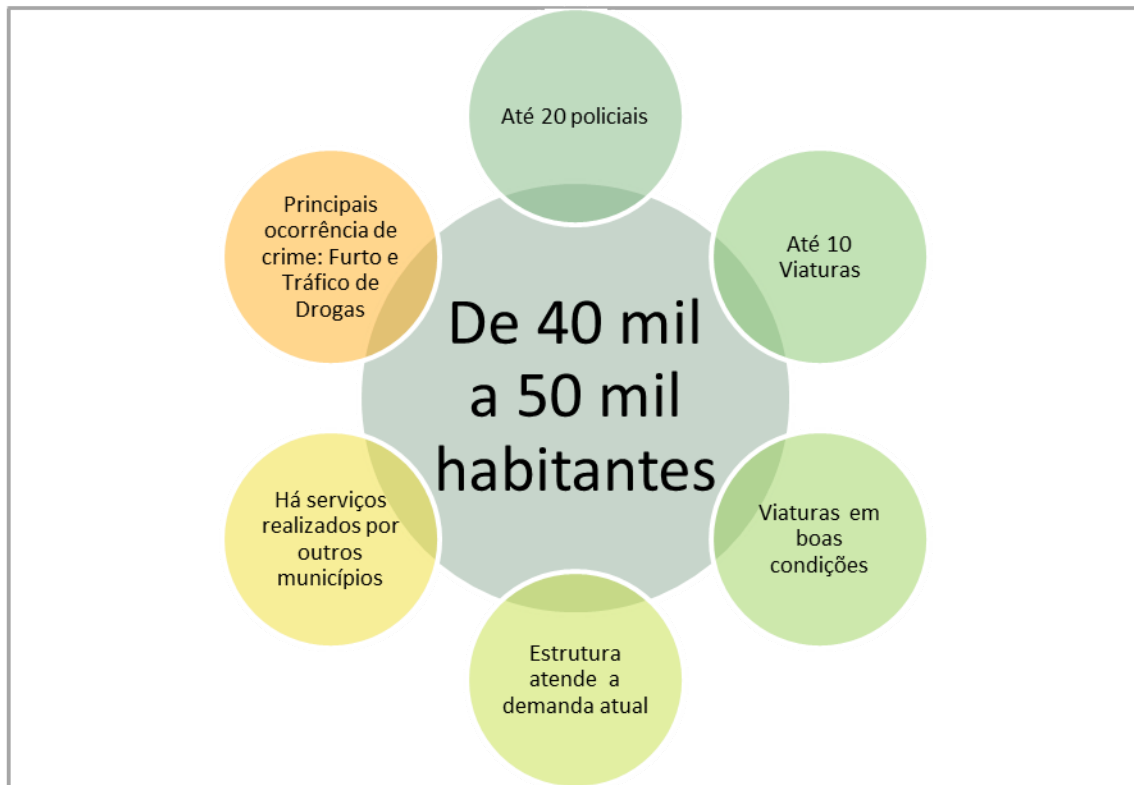 Até 20 policiais
Até 10
Viaturas
Viaturas em
boas
condições
Estrutura
atende a
demanda atual
Há serviços
realizados por
outros
municípios
Principais
ocorrência de
crime: Furto e
Tráfico de
Drogas
De 40 mil
a 50 mil
habitantes